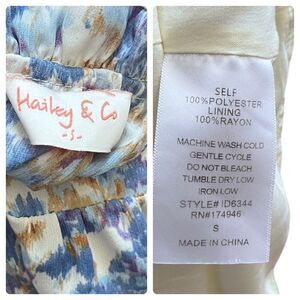 Hailey & Co
-S-
SELF
100%POLYESTER
LINING
100%RAYON
MACHINE WASH COLD
GENTLE CYCLE
DO NOT BLEACH
TUMBLE DRY LOW
IRON LOW
STYLE# ID6344
RN#174946
S
MADE IN CHINA